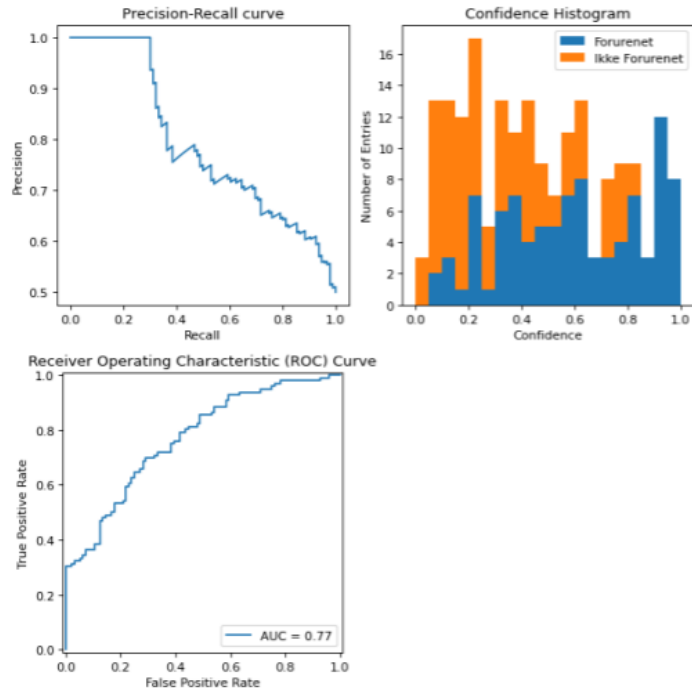 Precision-Recall curve
1.0
0.9
0.8
0.7
0.6
0.5
Precision
0.0 0.2 0.4 0.6 0.8 1.0
Recall
Confidence Histogram
Forurenet
Ikke Forurenet
16
14
12
10
8
6
4
2
0
Number of Entries
0.0 0.2 0.4 0.6 0.8 1.0
Confidence
Receiver Operating Characteristic (ROC) Curve
1.0
0.8
0.6
0.4
0.2
0.0
True Positive Rate
AUC = 0.77
0.0 0.2 0.4 0.6 0.8 1.0
False Positive Rate